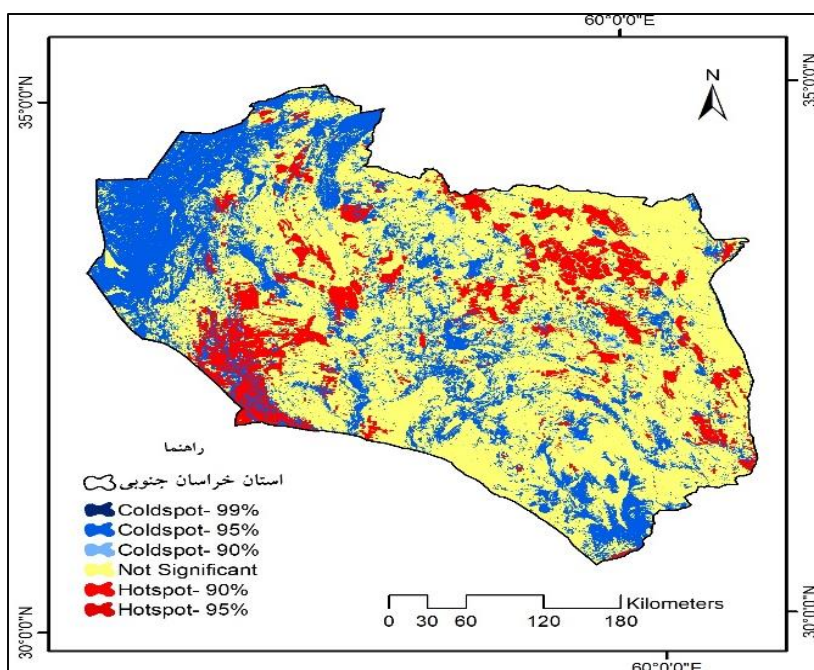 60°0'0"E
35°0'0"N
35°0'0"N
N
راهنما
استان خراسان جنوبی
Coldspot- 99%
Coldspot- 95%
Coldspot- 90%
Not Significant
Hotspot- 90%
Hotspot- 95%
Kilometers
0 30 60 120 180
30°0'0"N
30°0'0"N
60°0'0"E